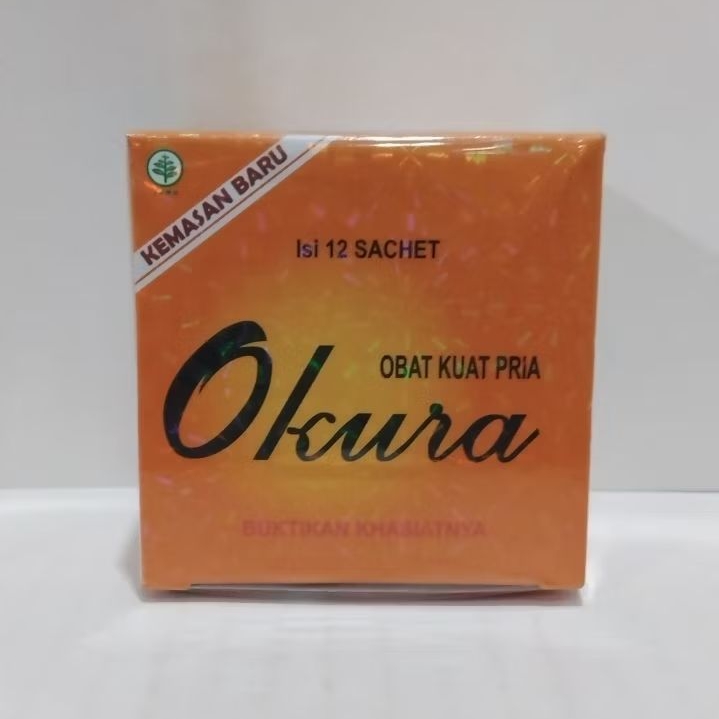 KEMASAN BARU
Isi 12 SACHET
OBAT KUAT PRIA
Okura
BUKTIKAN KHASIATNYA